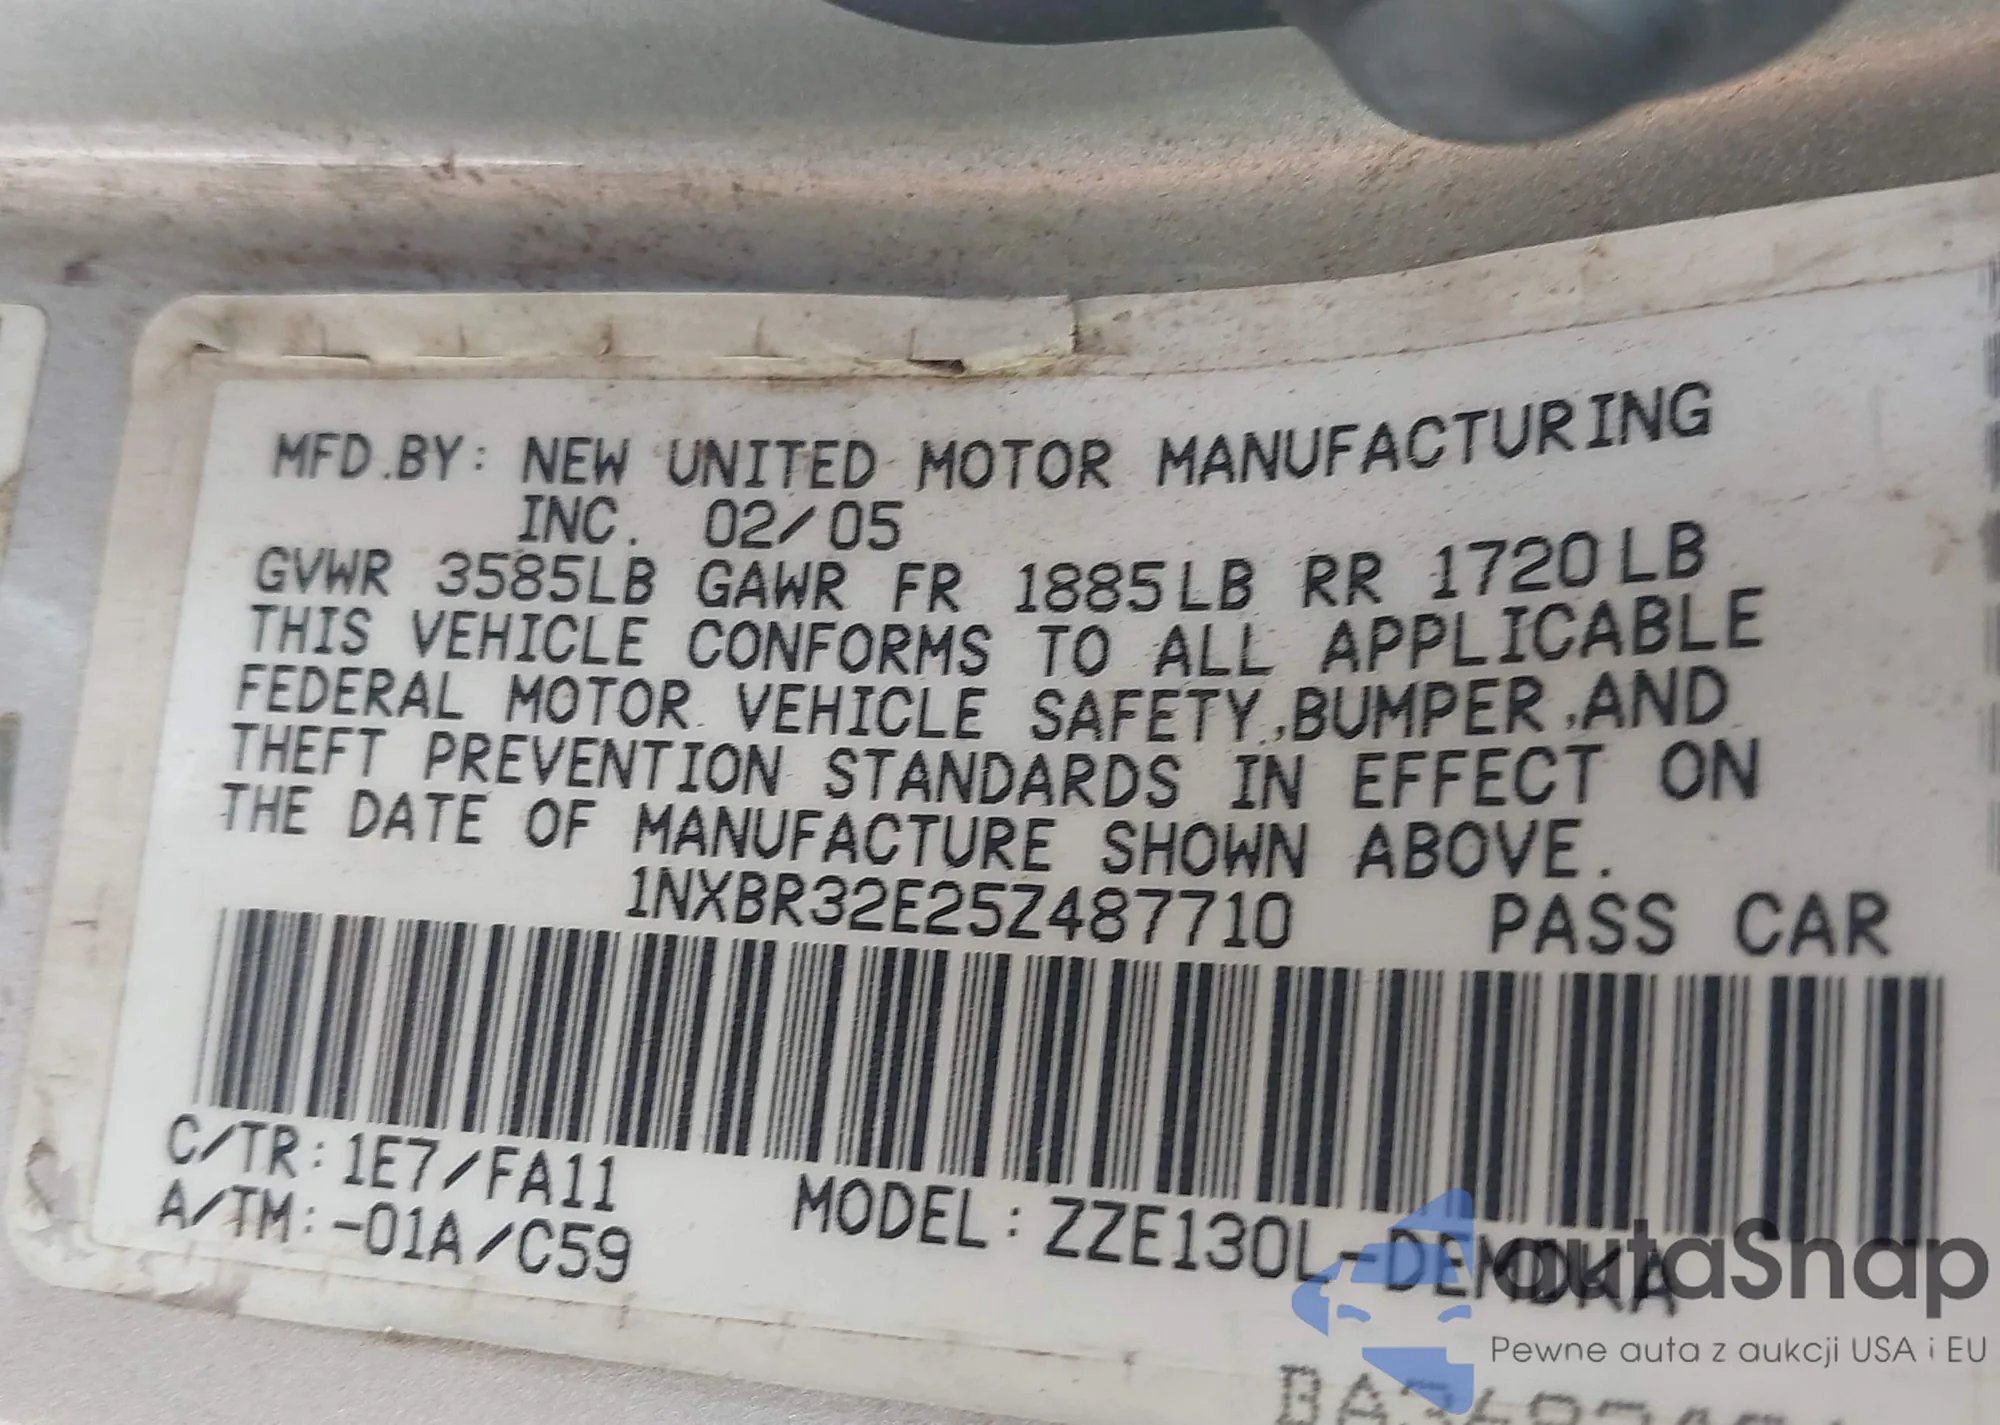 MFD.BY: NEW UNITED MOTOR MANUFACTURING
INC. 02/05
GVWR 3585LB GAWR FR 1885LB RR 1720LB
THIS VEHICLE CONFORMS TO ALL APPLICABLE
FEDERAL MOTOR VEHICLE SAFETY,BUMPER,AND
THEFT PREVENTION STANDARDS IN EFFECT ON
THE DATE OF MANUFACTURE SHOWN ABOVE.
1NXBR32E25Z487710 PASS CAR
C/TR: 1E7/FA11
A/TM: -01A/C59
MODEL: ZZE130L-DEMDKA
autaSnap
Pewne auta z aukcji USA i EU